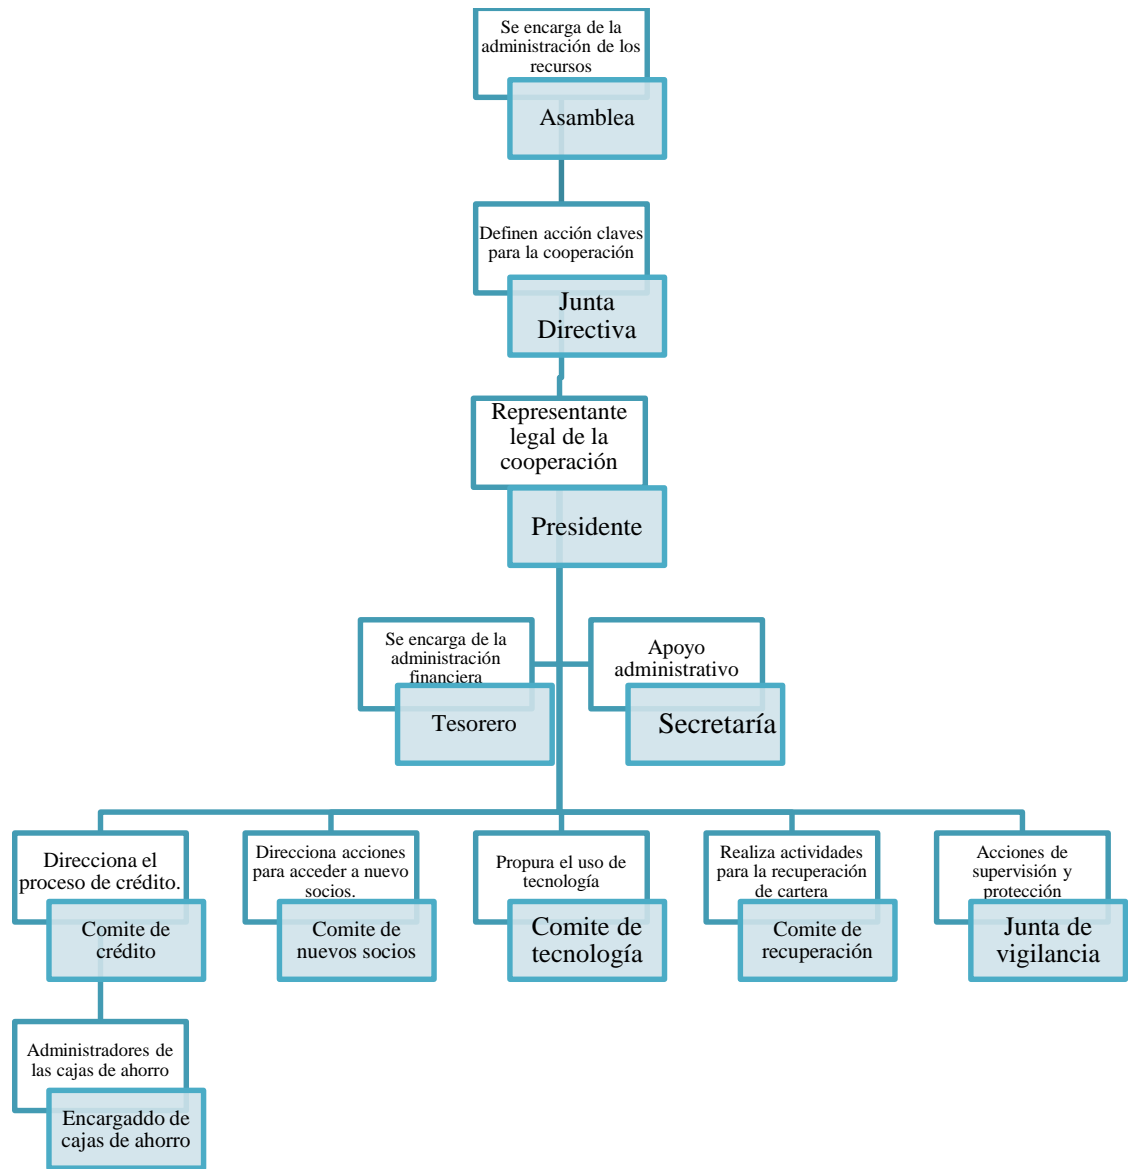 Se encarga de la
administración de los
recursos
Asamblea
Definen acción claves
para la cooperación
Junta
Directiva
Representante
legal de la
cooperación
Presidente
Se encarga de la
administración
financiera
Tesorero
Apoyo
administrativo
Secretaría
Direcciona el
proceso de crédito.
Comite de
crédito
Direcciona acciones
para acceder a nuevo
socios.
Comite de
nuevos socios
Propura el uso de
tecnología
Comite de
tecnología
Realiza actividades
para la recuperación
de cartera
Comite de
recuperación
Acciones de
supervisión y
protección
Junta de
vigilancia
Administradores de
las cajas de ahorro
Encargaddo de
cajas de ahorro